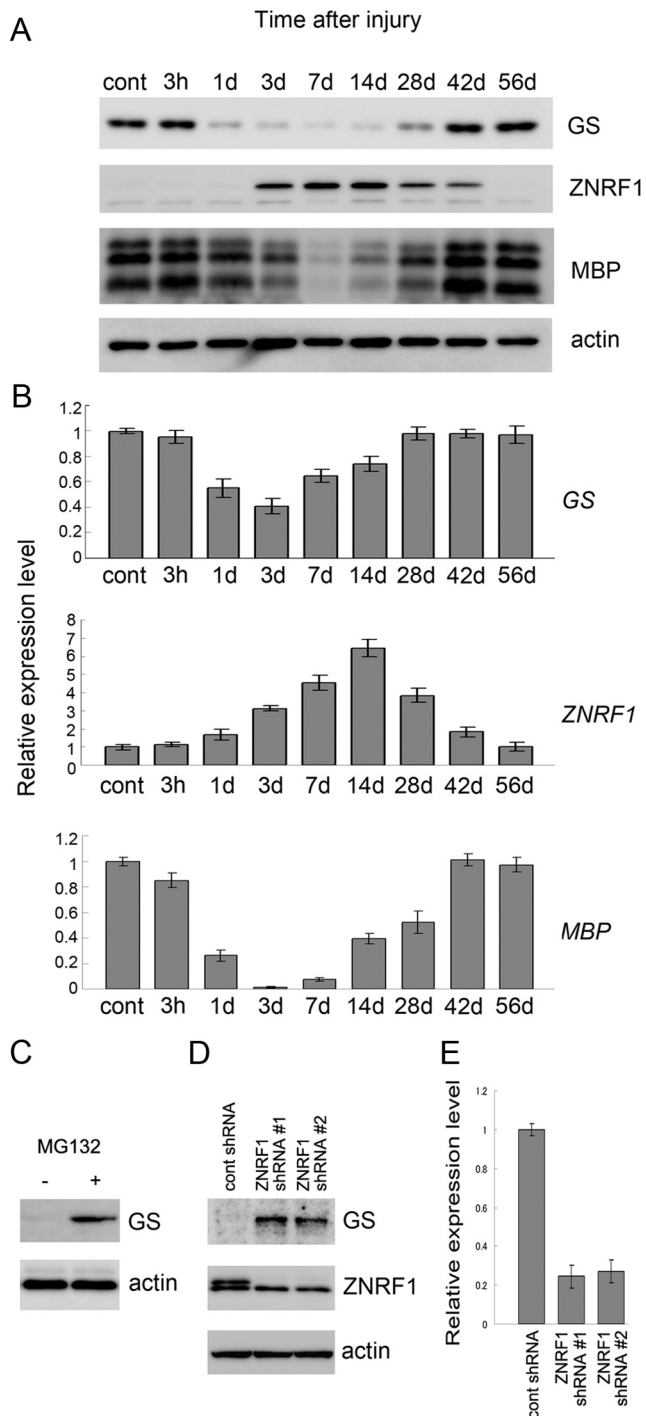 A
Time after injury
cont 3h 1d 3d 7d 14d 28d 42d 56d
GS
ZNRF1
MBP
actin
B
Relative expression level
1.2
1
0.8
0.6
0.4
0.2
0
cont 3h 1d 3d 7d 14d 28d 42d 56d
GS
8
7
6
5
4
3
2
1
0
cont 3h 1d 3d 7d 14d 28d 42d 56d
ZNRF1
1.2
1
0.8
0.6
0.4
0.2
0
cont 3h 1d 3d 7d 14d 28d 42d 56d
MBP
C
MG132
- +
GS
actin
D
cont shRNA
ZNRF1
shRNA #1
ZNRF1
shRNA #2
GS
ZNRF1
actin
E
Relative expression level
1.2
1
0.8
0.6
0.4
0.2
0
cont shRNA
ZNRF1
shRNA #1
ZNRF1
shRNA #2